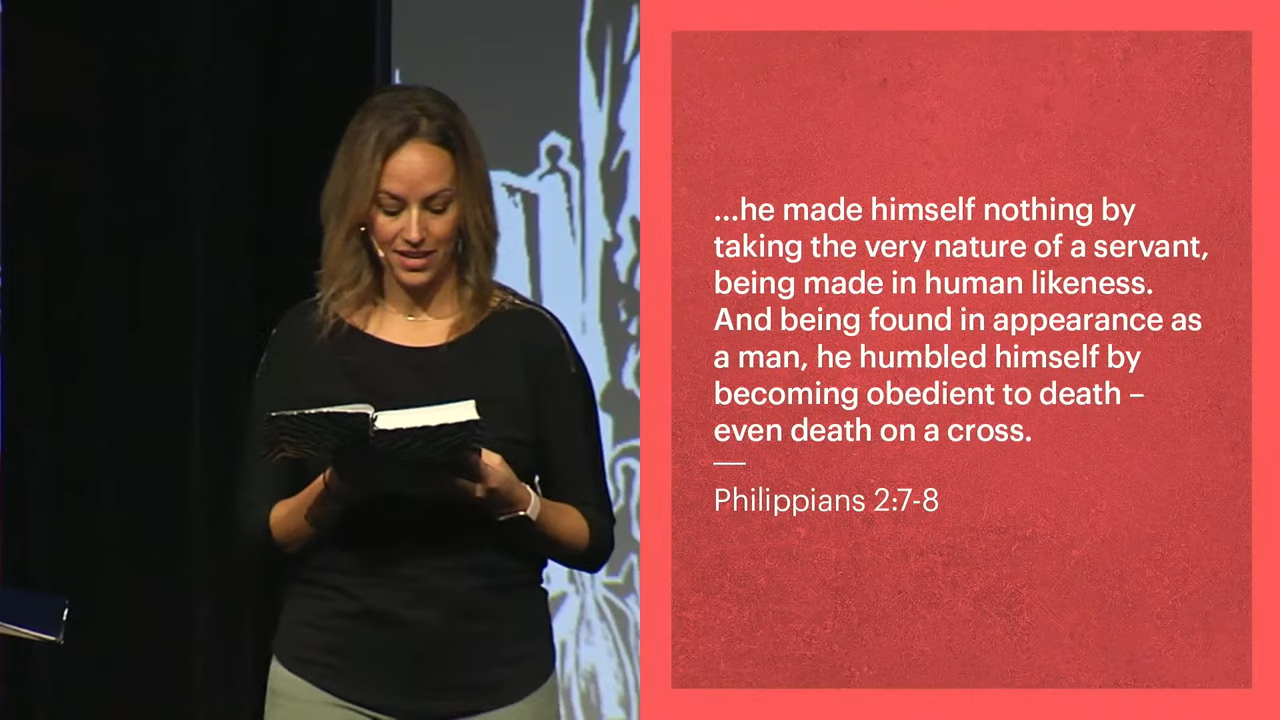 ...he made himself nothing by
taking the very nature of a servant,
being made in human likeness.
And being found in appearance as
a man, he humbled himself by
becoming obedient to death –
even death on a cross.
Philippians 2:7-8